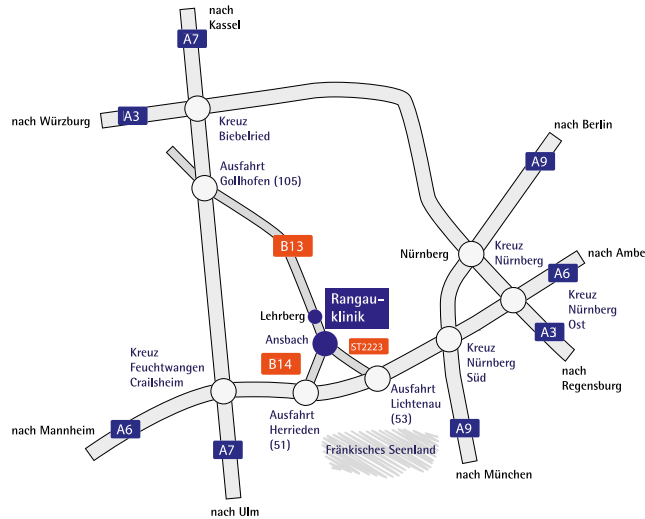 nach
Kassel
A7
nach Würzburg
A3
Kreuz
Biebelried
nach Berlin
A9
Ausfahrt
Gollhofen (105)
B13
Nürnberg
Kreuz
Nürnberg
nach Ambe
A6
Lehrberg
Rangau-
klinik
Kreuz
Nürnberg
Ost
Ansbach
ST2223
A3
Kreuz
Feuchtwangen
Crailsheim
B14
Kreuz
Nürnberg
Süd
nach
Regensburg
Ausfahrt
Lichtenau
(53)
Ausfahrt
Herrieden
(51)
nach Mannheim
A6
A7
Fränkisches Seenland
A9
nach München
nach Ulm